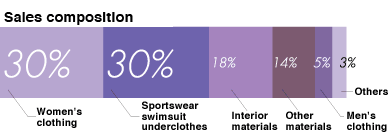 Sales composition
30%
30%
18%
14%
5%
3%
Women's
clothing
Sportswear
swimsuit
underclothes
Interior
materials
Other
materials
Men's
clothing
Others